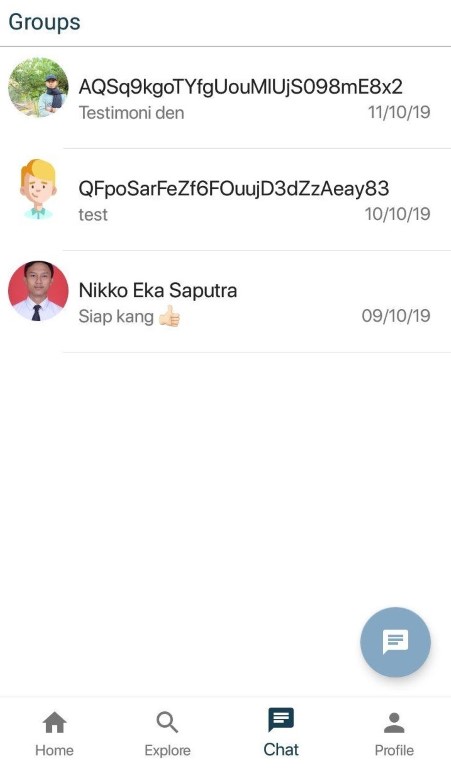 Groups
AQSq9kgoTYfgUouMlUjS098mE8x2
Testimoni den 11/10/19
QFpoSarFeZf6FOuujD3dZzAeay83
test 10/10/19
Nikko Eka Saputra
Siap kang 👍🏻 09/10/19
Home Explore Chat Profile